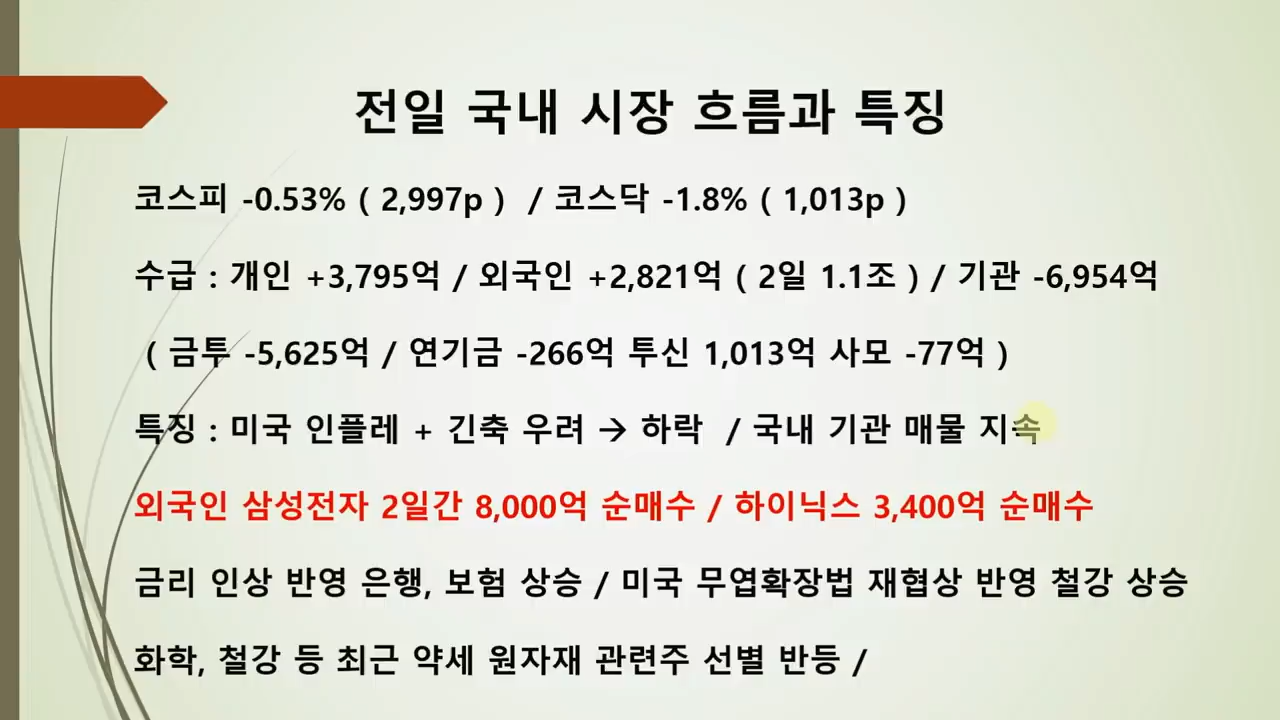 전일 국내 시장 흐름과 특징
코스피 -0.53% ( 2,997p ) / 코스닥 -1.8% ( 1,013p )
수급 : 개인 +3,795억 / 외국인 +2,821억 ( 2일 1.1조 ) / 기관 -6,954억
( 금투 -5,625억 / 연기금 -266억 투신 1,013억 사모 -77억 )
특징 : 미국 인플레 + 긴축 우려 → 하락 / 국내 기관 매물 지속
외국인 삼성전자 2일간 8,000억 순매수 / 하이닉스 3,400억 순매수
금리 인상 반영 은행, 보험 상승 / 미국 무엽확장법 재협상 반영 철강 상승
화학, 철강 등 최근 약세 원자재 관련주 선별 반등 /